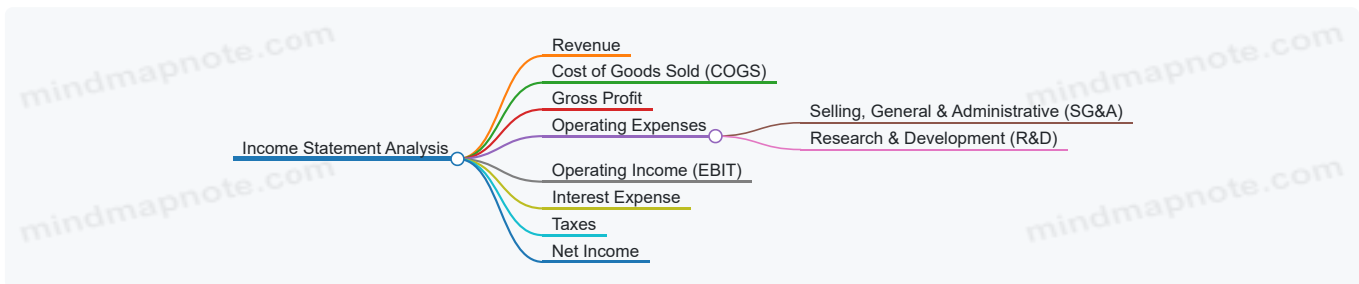 mindmapnote.com
mindmapnote.com
Revenue
Cost of Goods Sold (COGS)
Gross Profit
Operating Expenses
Selling, General & Administrative (SG&A)
Research & Development (R&D)
Income Statement Analysis
Operating Income (EBIT)
Interest Expense
Taxes
Net Income
mindmapnote.com
mindmapnote.com